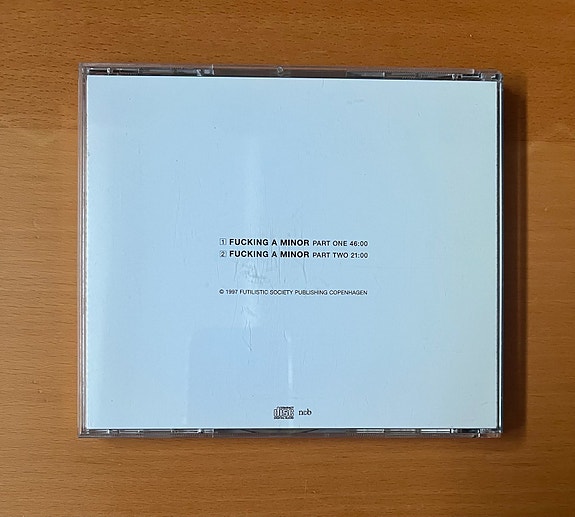 1 FUCKING A MINOR PART ONE 46:00
2 FUCKING A MINOR PART TWO 21:00
© 1997 FUTILISTIC SOCIETY PUBLISHING COPENHAGEN
ncb